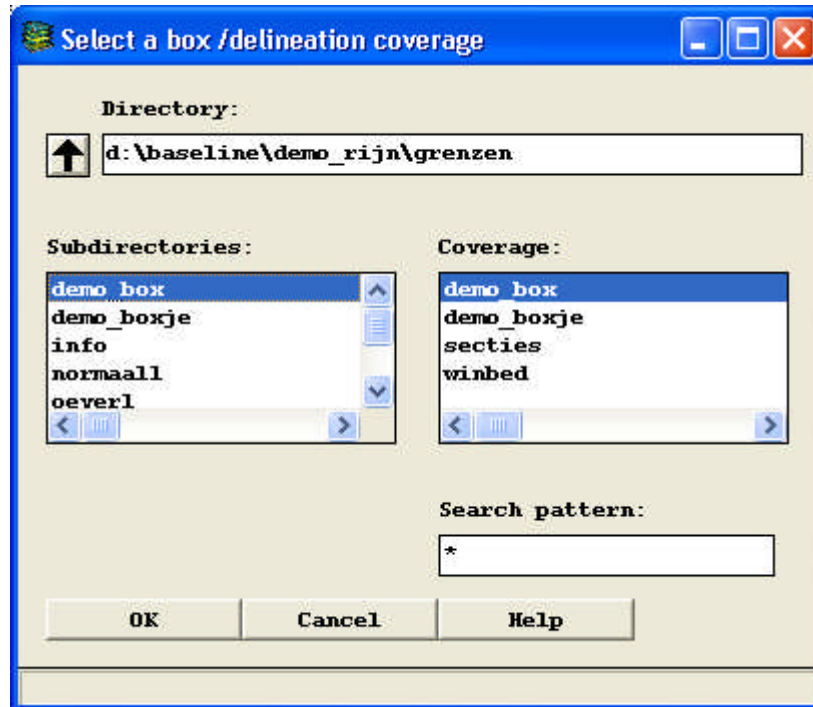 Select a box /delineation coverage
Directory:
d:\baseline\demo_rijn\grenzen
Subdirectories:
demo_box
demo_boxje
info
normaall
oeverl
Coverage:
demo_box
demo_boxje
secties
winbed
Search pattern:
*
OK
Cancel
Help